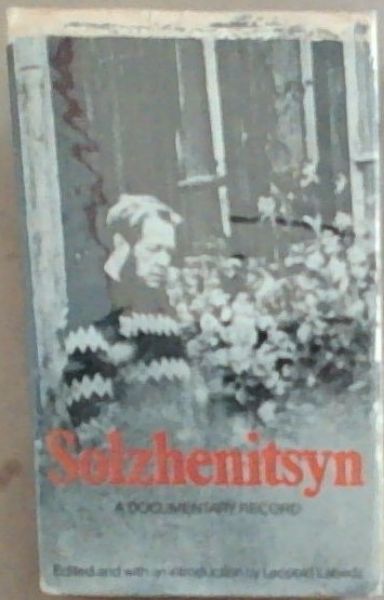 Solzhenitsyn
A DOCUMENTARY RECORD
Edited and with an introduction by Leopold Labedz